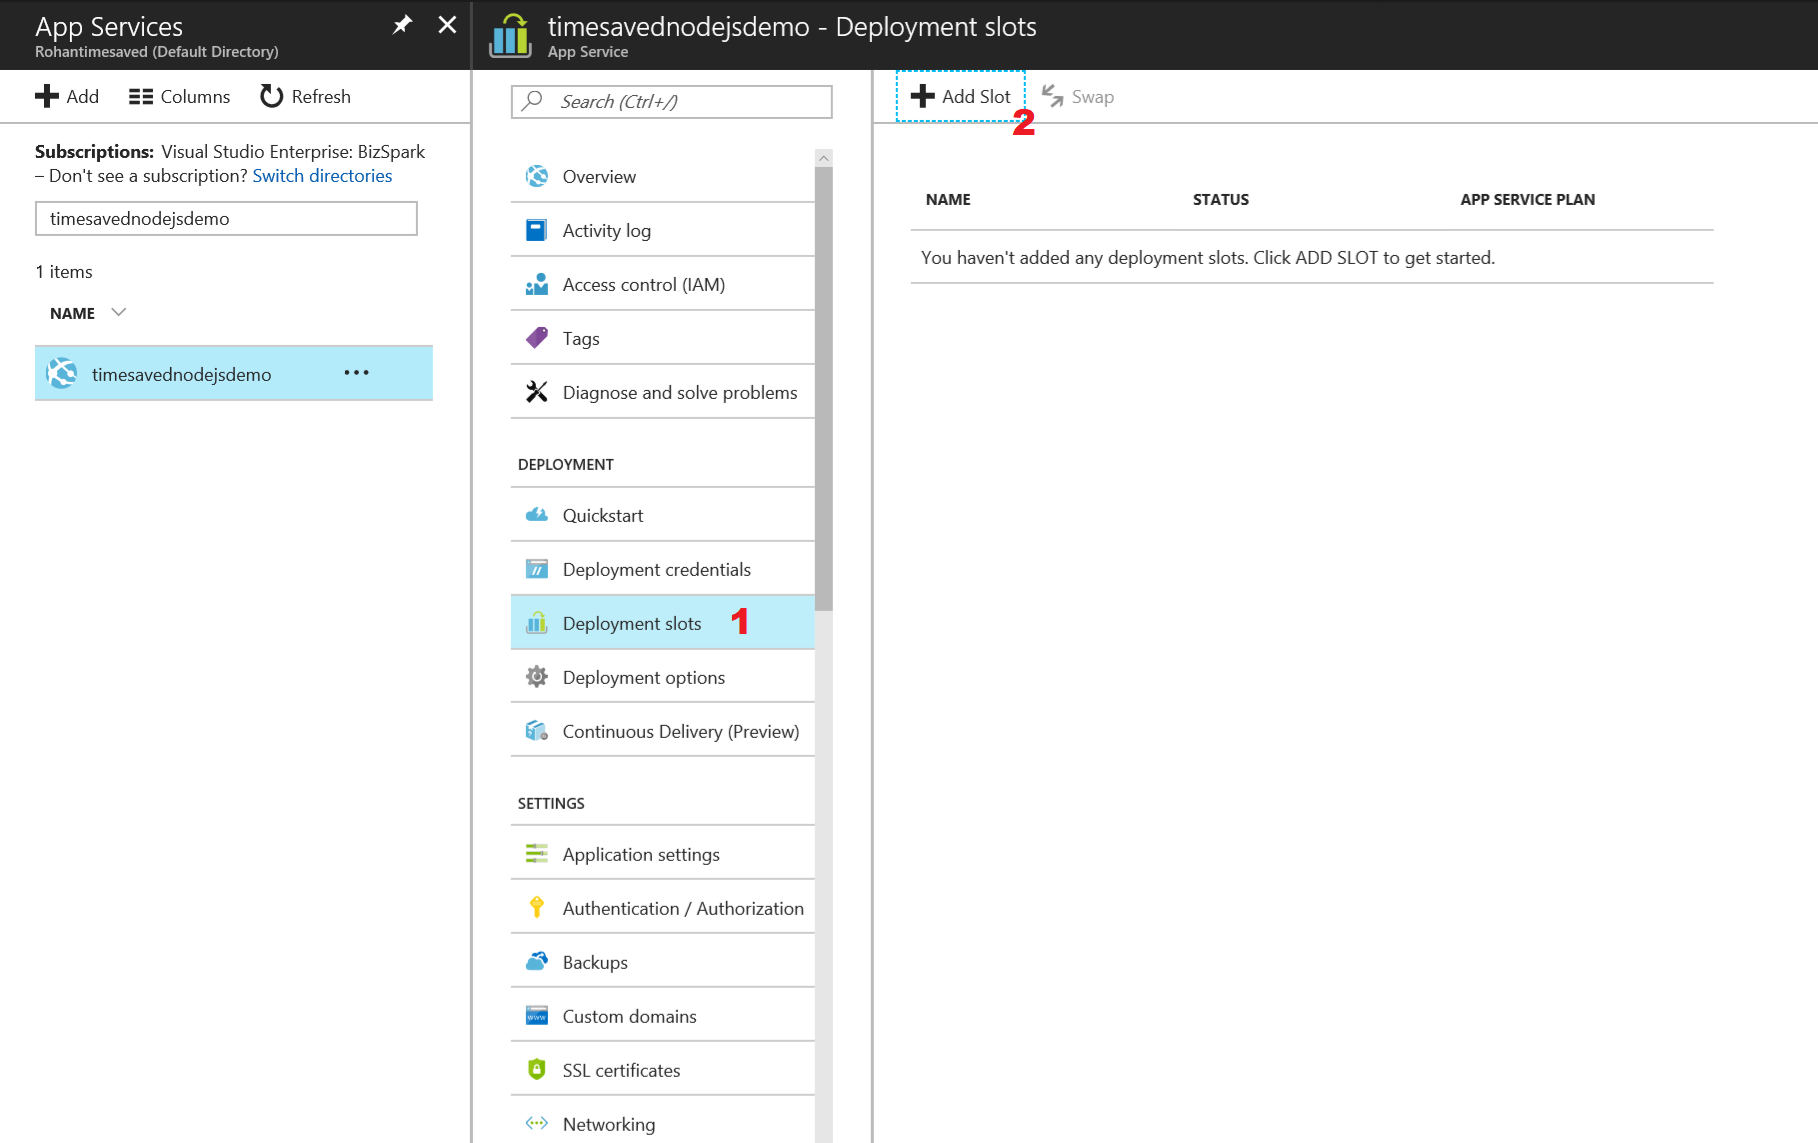 App Services
Rohantimesaved (Default Directory)
Add
Columns
Refresh
Subscriptions: Visual Studio Enterprise: BizSpark
– Don't see a subscription? Switch directories
timesavednodejsdemo
1 items
NAME
timesavednodejsdemo
timesavednodejsdemo - Deployment slots
App Service
Search (Ctrl+/)
Overview
Activity log
Access control (IAM)
Tags
Diagnose and solve problems
DEPLOYMENT
Quickstart
Deployment credentials
Deployment slots 1
Deployment options
Continuous Delivery (Preview)
SETTINGS
Application settings
Authentication / Authorization
Backups
Custom domains
SSL certificates
Networking
Add Slot 2
Swap
NAME STATUS APP SERVICE PLAN
You haven't added any deployment slots. Click ADD SLOT to get started.